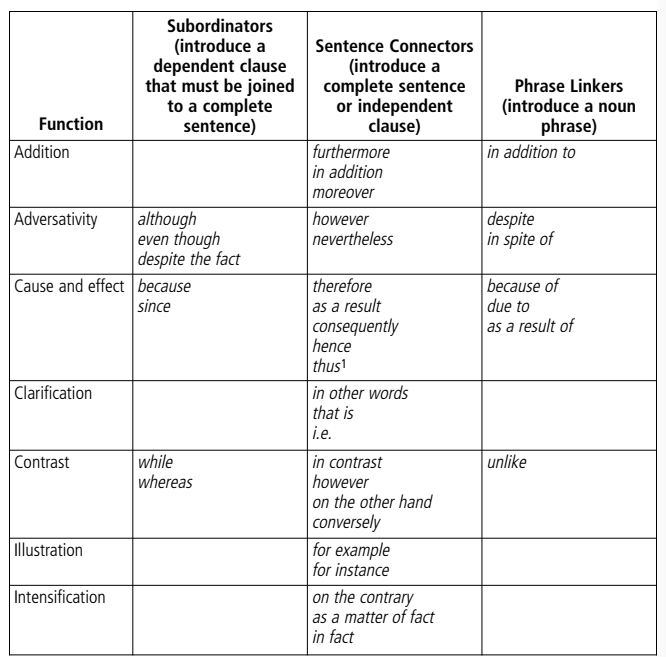 Function
Subordinators
(introduce a
dependent clause
that must be joined
to a complete
sentence)
Sentence Connectors
(introduce a
complete sentence
or independent
clause)
Phrase Linkers
(introduce a noun
phrase)
Addition
furthermore
in addition
moreover
in addition to
Adversativity
although
even though
despite the fact
however
nevertheless
despite
in spite of
Cause and effect
because
since
therefore
as a result
consequently
hence
thus1
because of
due to
as a result of
Clarification
in other words
that is
i.e.
Contrast
while
whereas
in contrast
however
on the other hand
conversely
unlike
Illustration
for example
for instance
Intensification
on the contrary
as a matter of fact
in fact